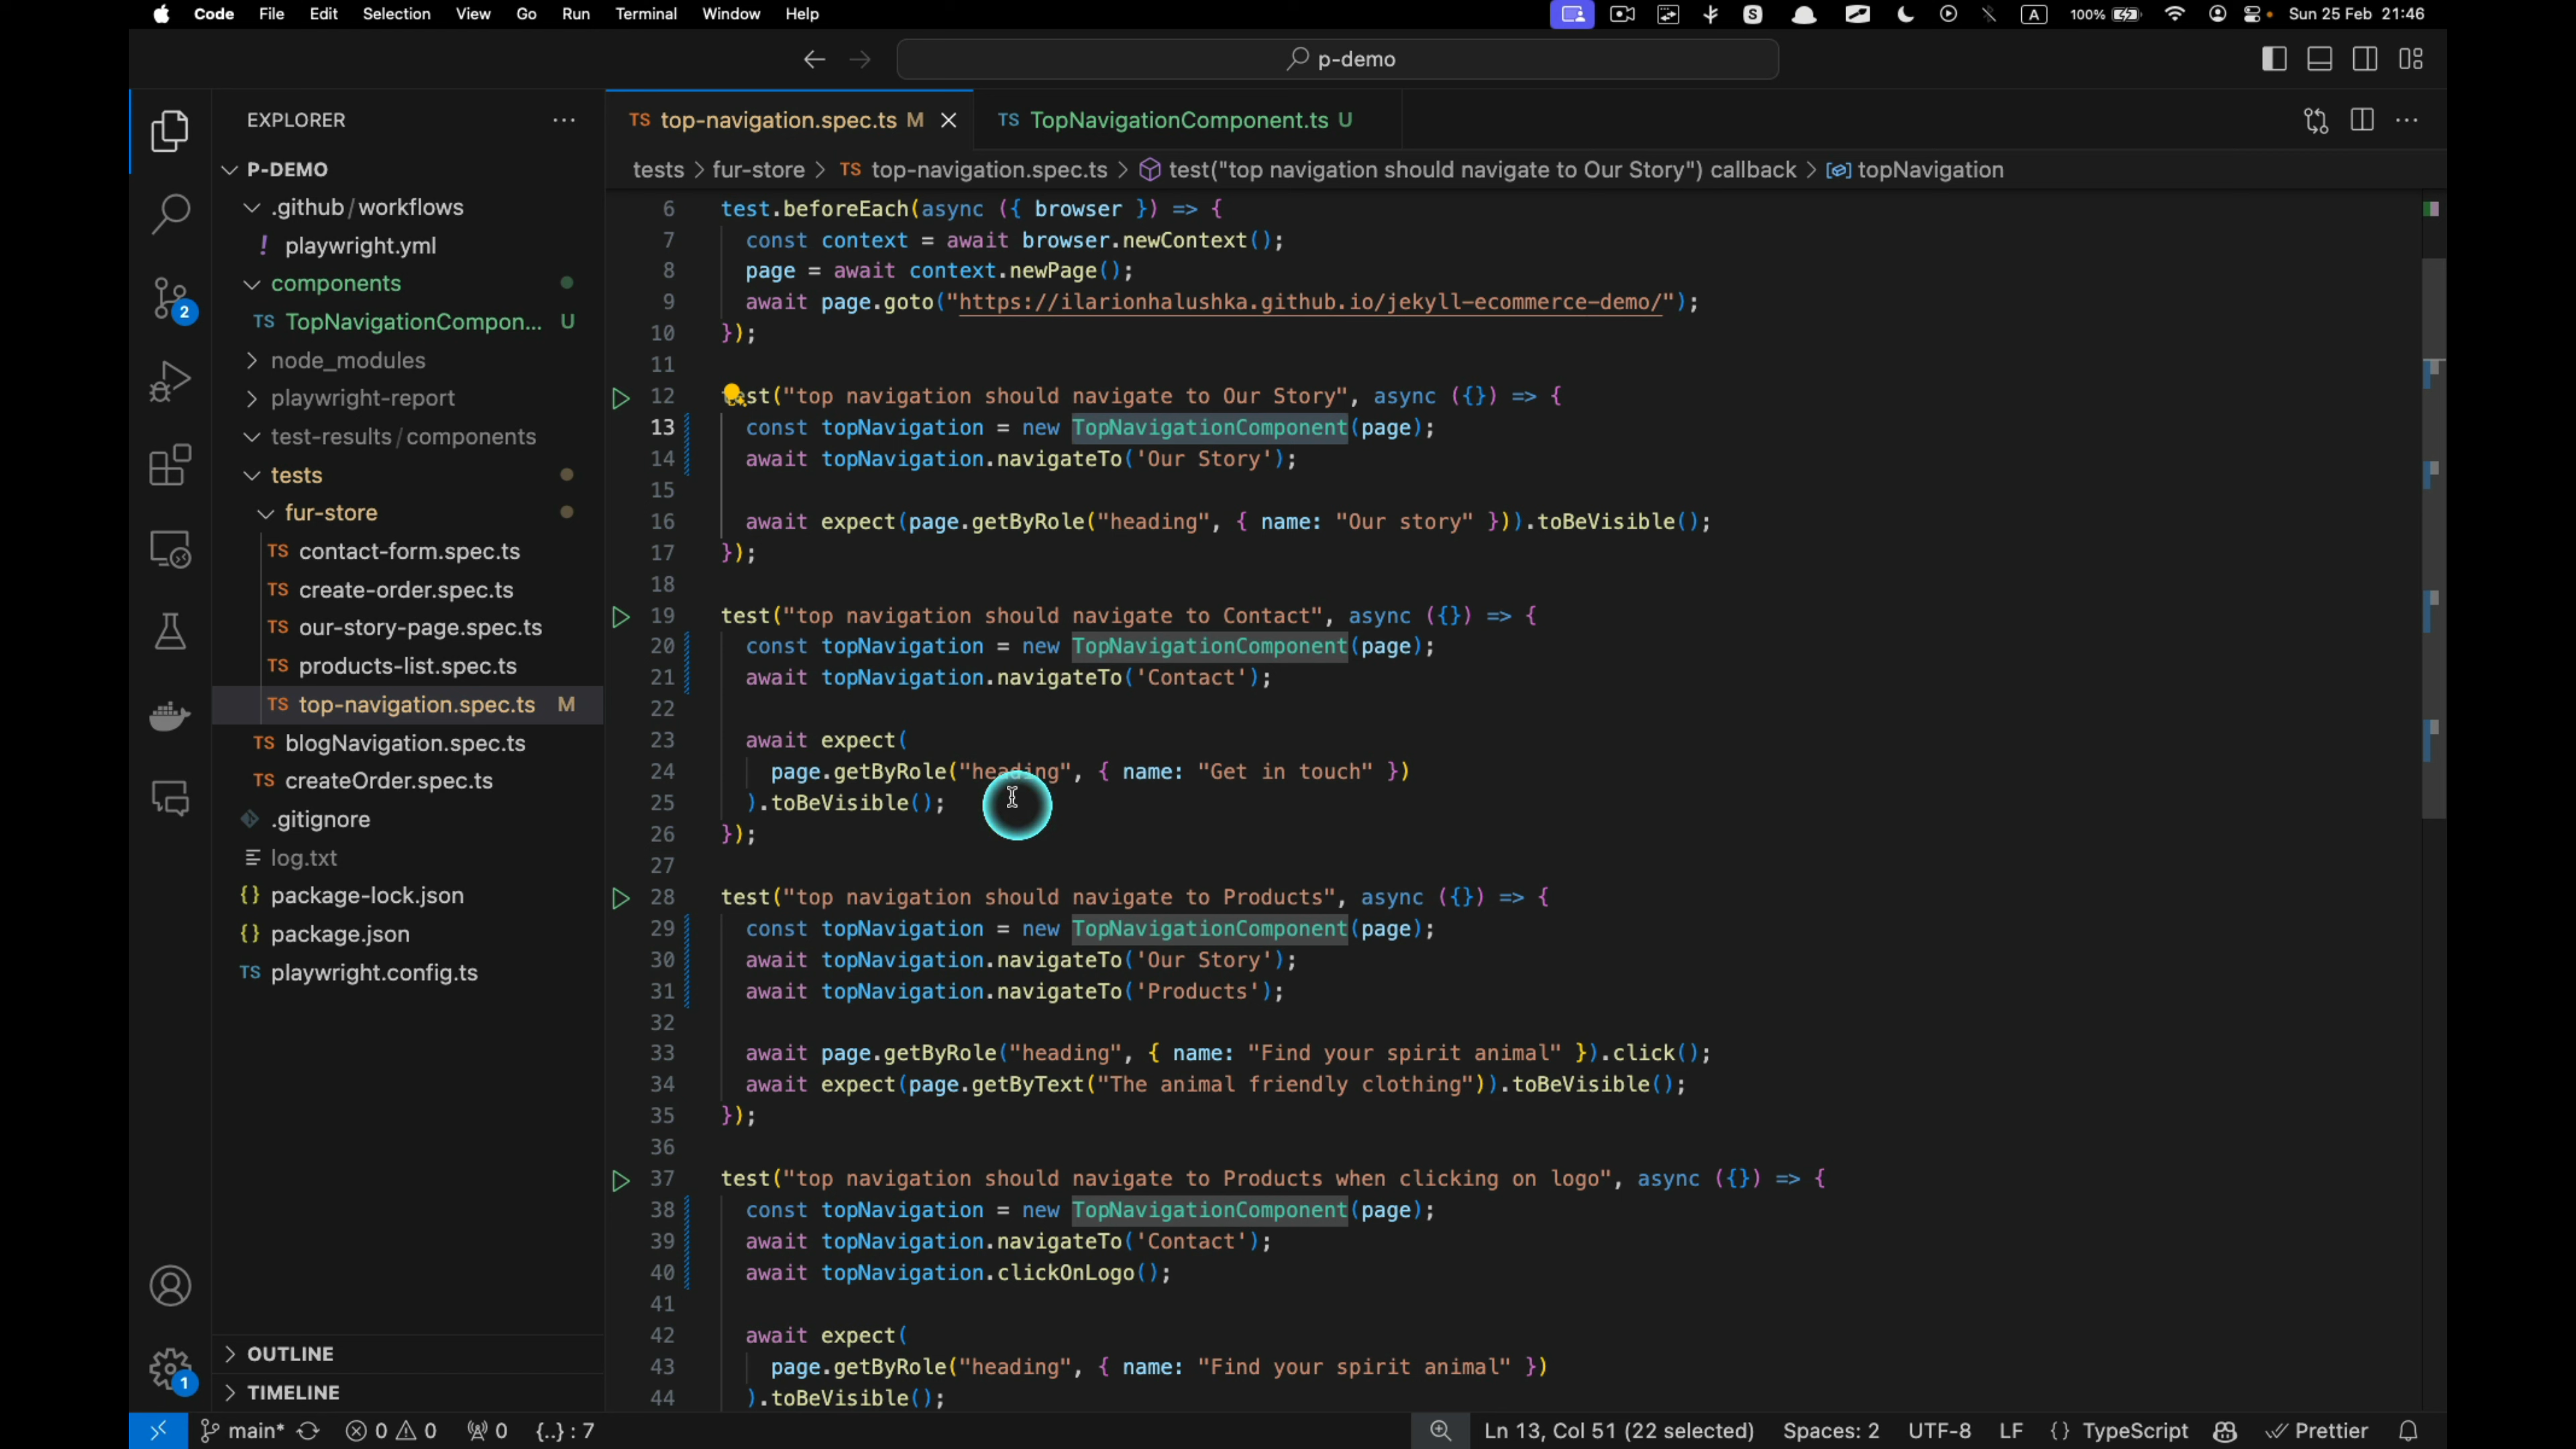 Code File Edit Selection View Go Run Terminal Window Help
S A 100% Sun 25 Feb 21:46
p-demo
EXPLORER
P-DEMO
.github/workflows
! playwright.yml
components
TS TopNavigationCompon... U
node_modules
playwright-report
test-results/components
tests
fur-store
TS contact-form.spec.ts
TS create-order.spec.ts
TS our-story-page.spec.ts
TS products-list.spec.ts
TS top-navigation.spec.ts M
TS blogNavigation.spec.ts
TS createOrder.spec.ts
.gitignore
log.txt
{} package-lock.json
{} package.json
TS playwright.config.ts
OUTLINE
TIMELINE
2
1
TS top-navigation.spec.ts M TS TopNavigationComponent.ts U
tests > fur-store > TS top-navigation.spec.ts > test("top navigation should navigate to Our Story") callback > topNavigation
6 test.beforeEach(async ({ browser }) => {
7 const context = await browser.newContext();
8 page = await context.newPage();
9 await page.goto("https://ilarionhalushka.github.io/jekyll-ecommerce-demo/");
10 });
11
12 est("top navigation should navigate to Our Story", async ({}) => {
13 const topNavigation = new TopNavigationComponent(page);
14 await topNavigation.navigateTo('Our Story');
15
16 await expect(page.getByRole("heading", { name: "Our story" })).toBeVisible();
17 });
18
19 test("top navigation should navigate to Contact", async ({}) => {
20 const topNavigation = new TopNavigationComponent(page);
21 await topNavigation.navigateTo('Contact');
22
23 await expect(
24 page.getByRole("heading", { name: "Get in touch" })
25 ).toBeVisible();
26 });
27
28 test("top navigation should navigate to Products", async ({}) => {
29 const topNavigation = new TopNavigationComponent(page);
30 await topNavigation.navigateTo('Our Story');
31 await topNavigation.navigateTo('Products');
32
33 await page.getByRole("heading", { name: "Find your spirit animal" }).click();
34 await expect(page.getByText("The animal friendly clothing")).toBeVisible();
35 });
36
37 test("top navigation should navigate to Products when clicking on logo", async ({}) => {
38 const topNavigation = new TopNavigationComponent(page);
39 await topNavigation.navigateTo('Contact');
40 await topNavigation.clickOnLogo();
41
42 await expect(
43 page.getByRole("heading", { name: "Find your spirit animal" })
44 ).toBeVisible();
main* 0 0 0 {..} : 7 Ln 13, Col 51 (22 selected) Spaces: 2 UTF-8 LF {} TypeScript Prettier